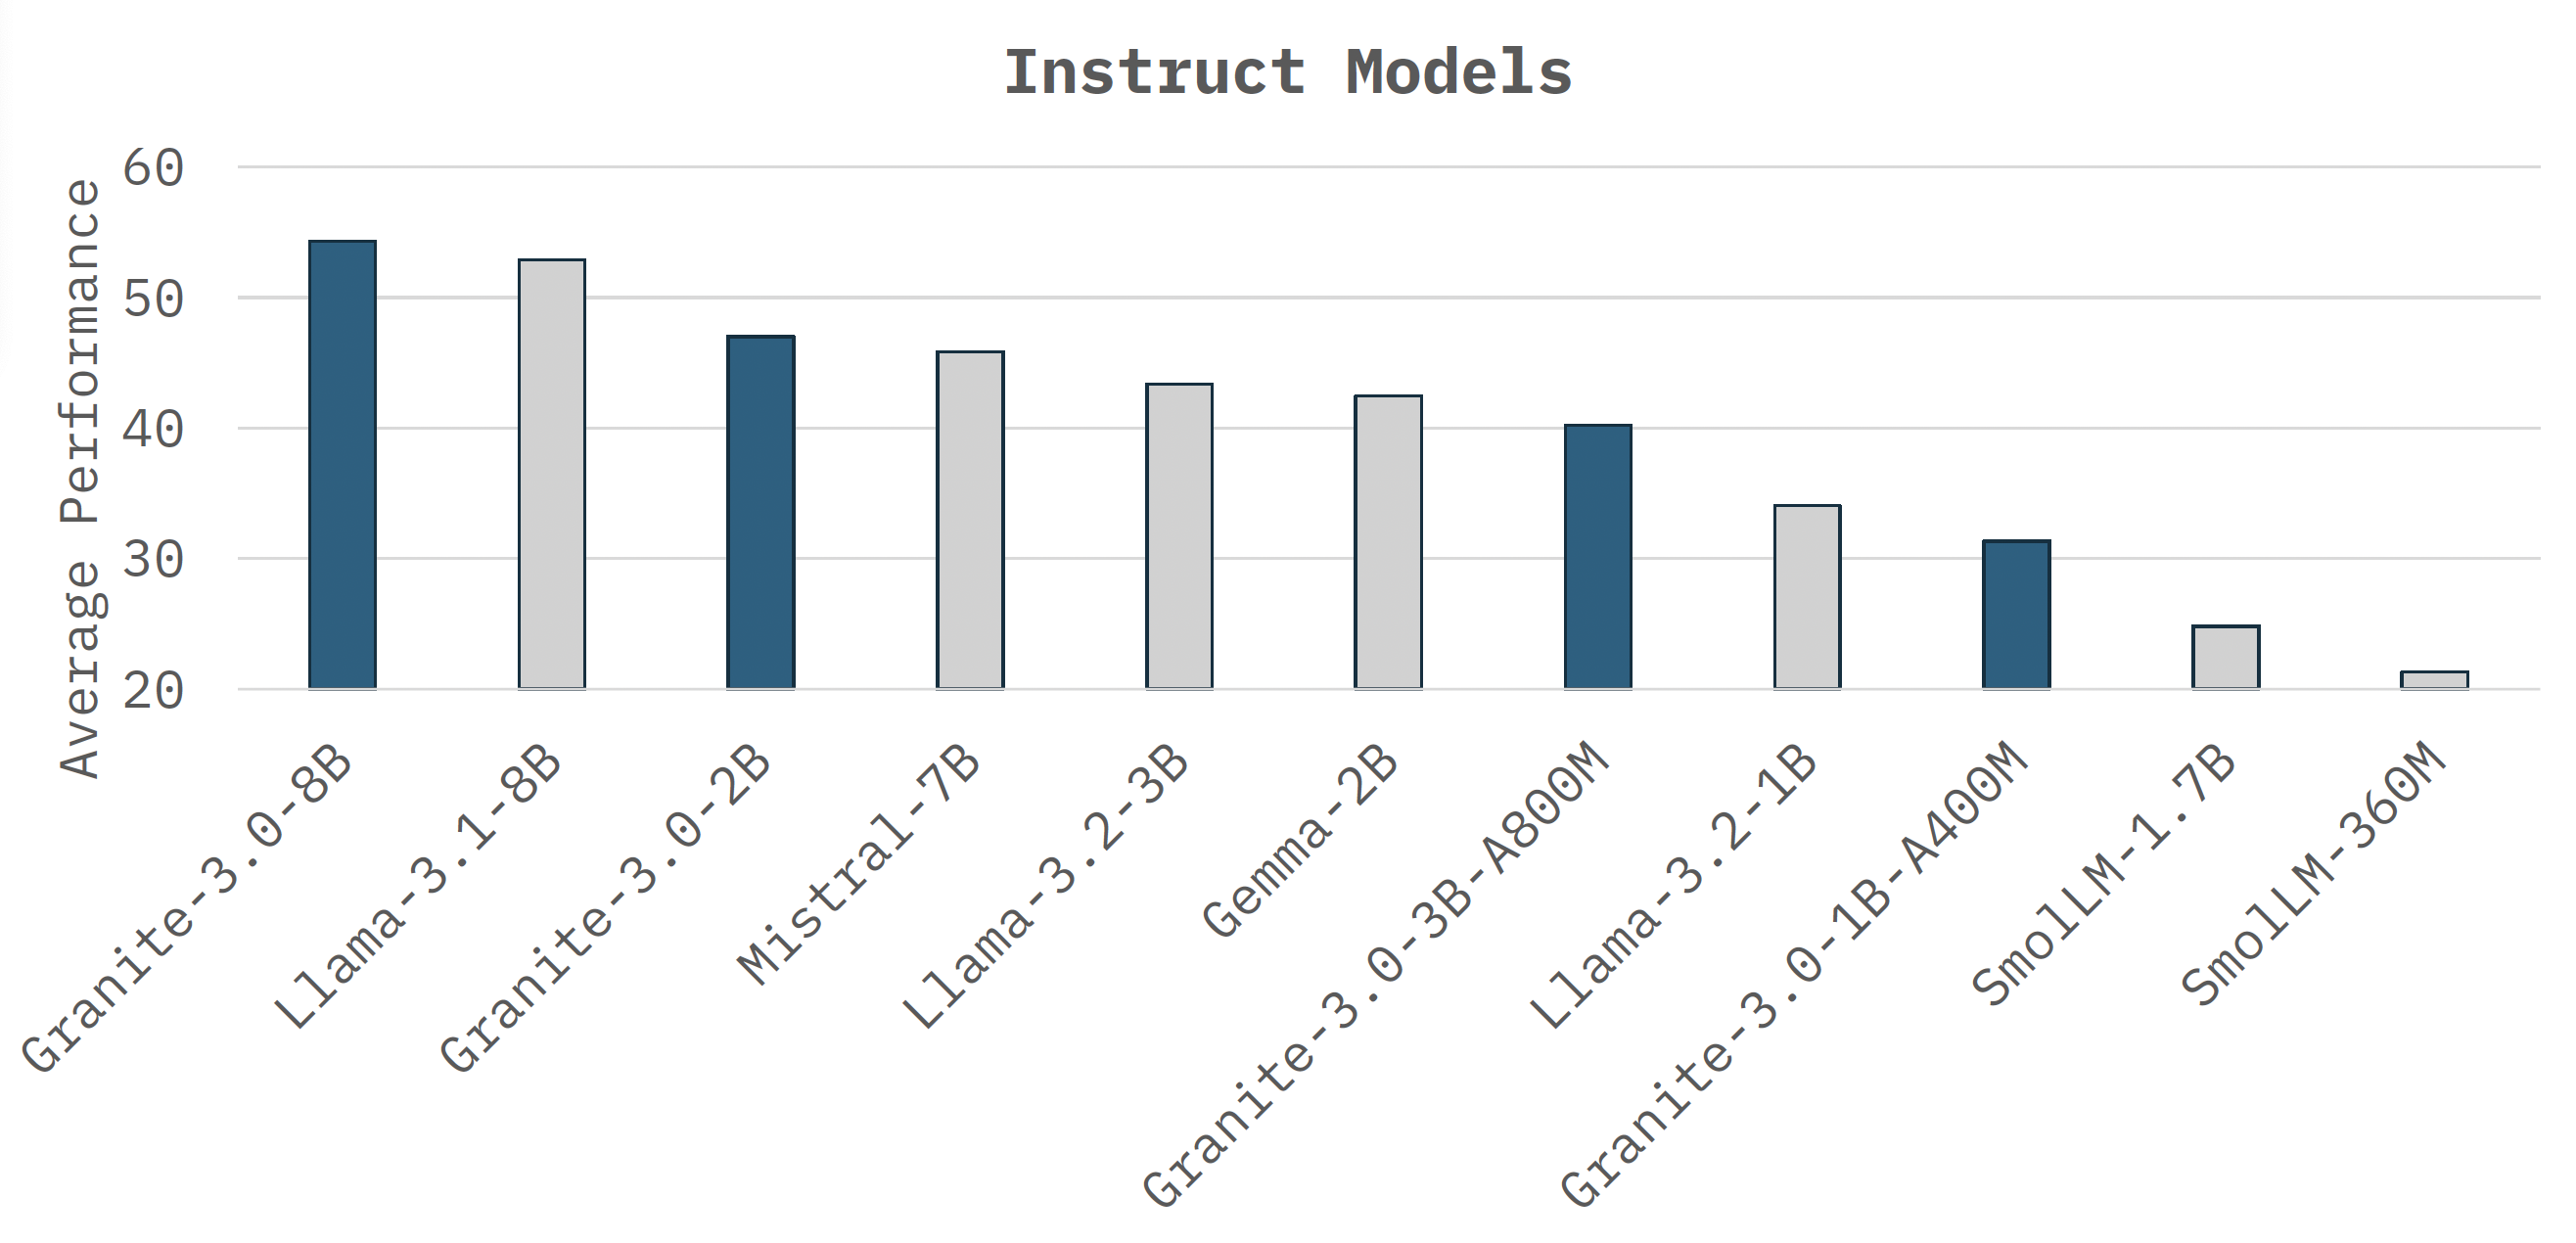 Instruct Models
Average Performance
60
50
40
30
20
Granite-3.0-8B
Llama-3.1-8B
Granite-3.0-2B
Mistral-7B
Llama-3.2-3B
Gemma-2B
Granite-3.0-3B-A800M
Llama-3.2-1B
Granite-3.0-1B-A400M
SmolLM-1.7B
SmolLM-360M